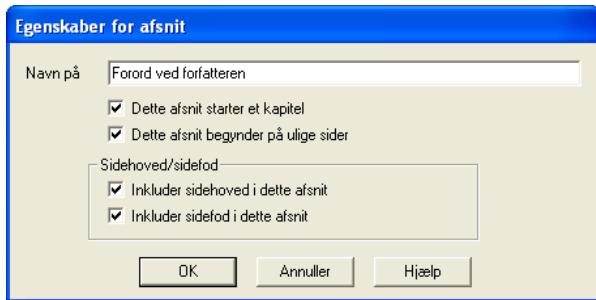 Egenskaber for afsnit
Navn på Forord ved forfatteren
Dette afsnit starter et kapitel
Dette afsnit begynder på ulige sider
Sidehoved/sidefod
Inkluder sidehoved i dette afsnit
Inkluder sidefod i dette afsnit
OK Annuller Hjælp